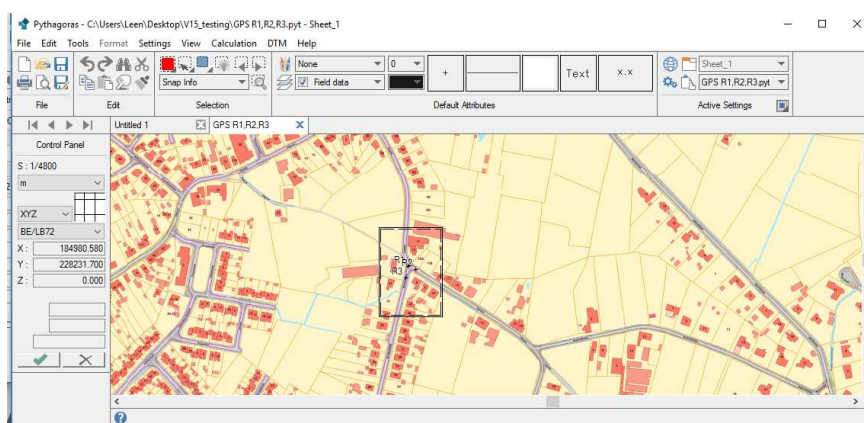 Pythagoras - C:\Users\Leen\Desktop\V15_testing\GPS R1,R2,R3.pyt - Sheet_1
File Edit Tools Format Settings View Calculation DTM Help
None 0 Sheet_1
Snap Info Field data + Text x.x GPS R1,R2,R3.pyt
File Edit Selection Default Attributes Active Settings
Untitled 1 GPS R1,R2,R3
Control Panel
S : 1/4800
m
XYZ
BE/LB72
X : 184980.580
Y : 228231.700
Z : 0.000
R1 R2
R3